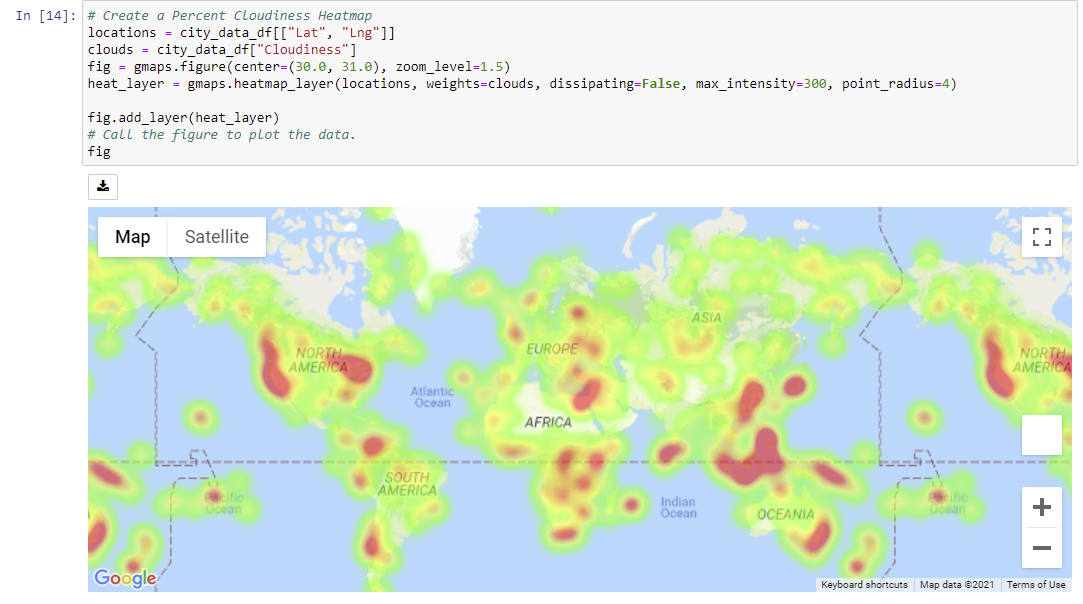 In [14]: # Create a Percent Cloudiness Heatmap
locations = city_data_df[["Lat", "Lng"]]
clouds = city_data_df["Cloudiness"]
fig = gmaps.figure(center=(30.0, 31.0), zoom_level=1.5)
heat_layer = gmaps.heatmap_layer(locations, weights=clouds, dissipating=False, max_intensity=300, point_radius=4)
fig.add_layer(heat_layer)
# Call the figure to plot the data.
fig
Map Satellite
ASIA
EUROPE
NORTH
AMERICA
NORTH
AMERICA
Atlantic
Ocean
AFRICA
SOUTH
AMERICA
Pacific
Ocean
Indian
Ocean
Pacific
Ocean
OCEANIA
Google
Keyboard shortcuts Map data ©2021 Terms of Use